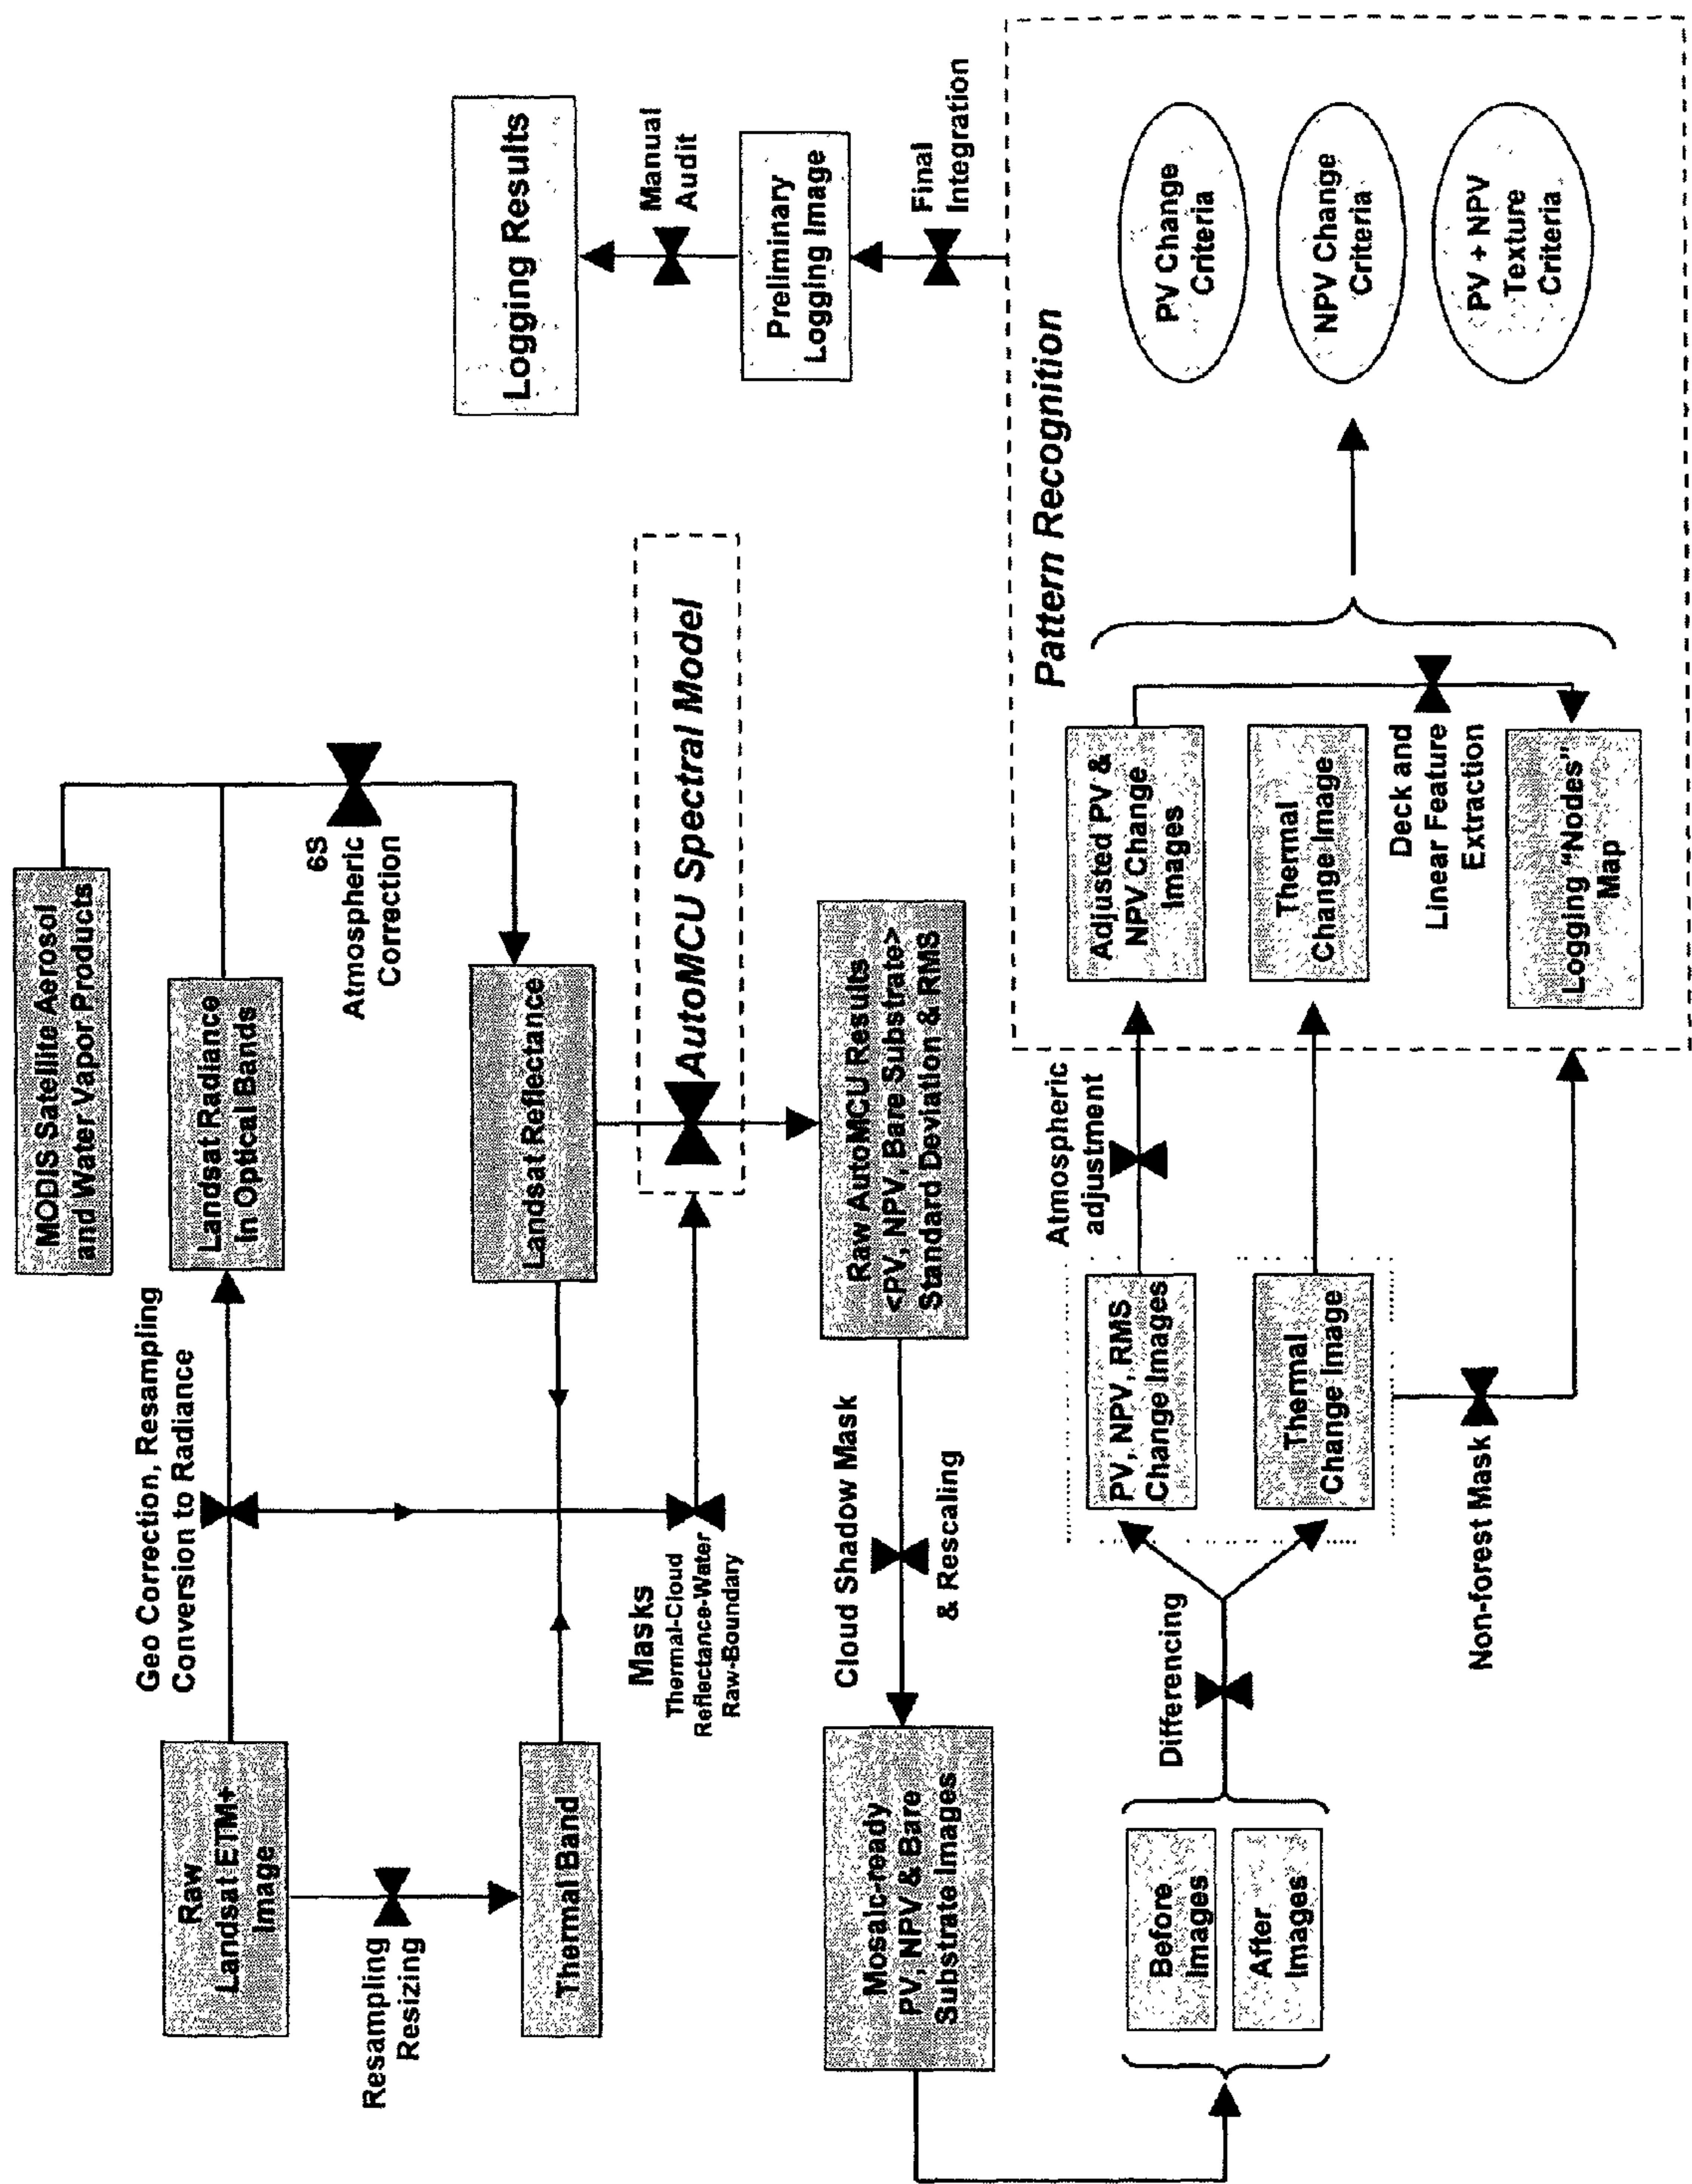 MODIS Satellite Aerosol
and Water Vapor Products
Geo Correction, Resampling
Conversion to Radiance
Raw
Landsat ETM+
Image
Landsat Radiance
In Optical Bands
6S
Atmospheric
Correction
Resampling
Resizing
Thermal Band
Landsat Reflectance
Masks
Thermal-Cloud
Reflectance-Water
Raw-Boundary
AutoMCU Spectral Model
Logging Results
Manual
Audit
Preliminary
Logging Image
Final
Integration
Mosaic-ready
PV, NPV & Bare
Substrate Images
Cloud Shadow Mask
& Rescaling
Raw AutoMCU Results
<PV, NPV, Bare Substrate>
Standard Deviation & RMS
Before
Images
After
Images
Differencing
PV, NPV, RMS
Change Images
Thermal
Change Image
Non-forest Mask
Atmospheric
adjustment
Pattern Recognition
Adjusted PV &
NPV Change
Images
Thermal
Change Image
Deck and
Linear Feature
Extraction
Logging "Nodes"
Map
PV Change
Criteria
NPV Change
Criteria
PV + NPV
Texture
Criteria